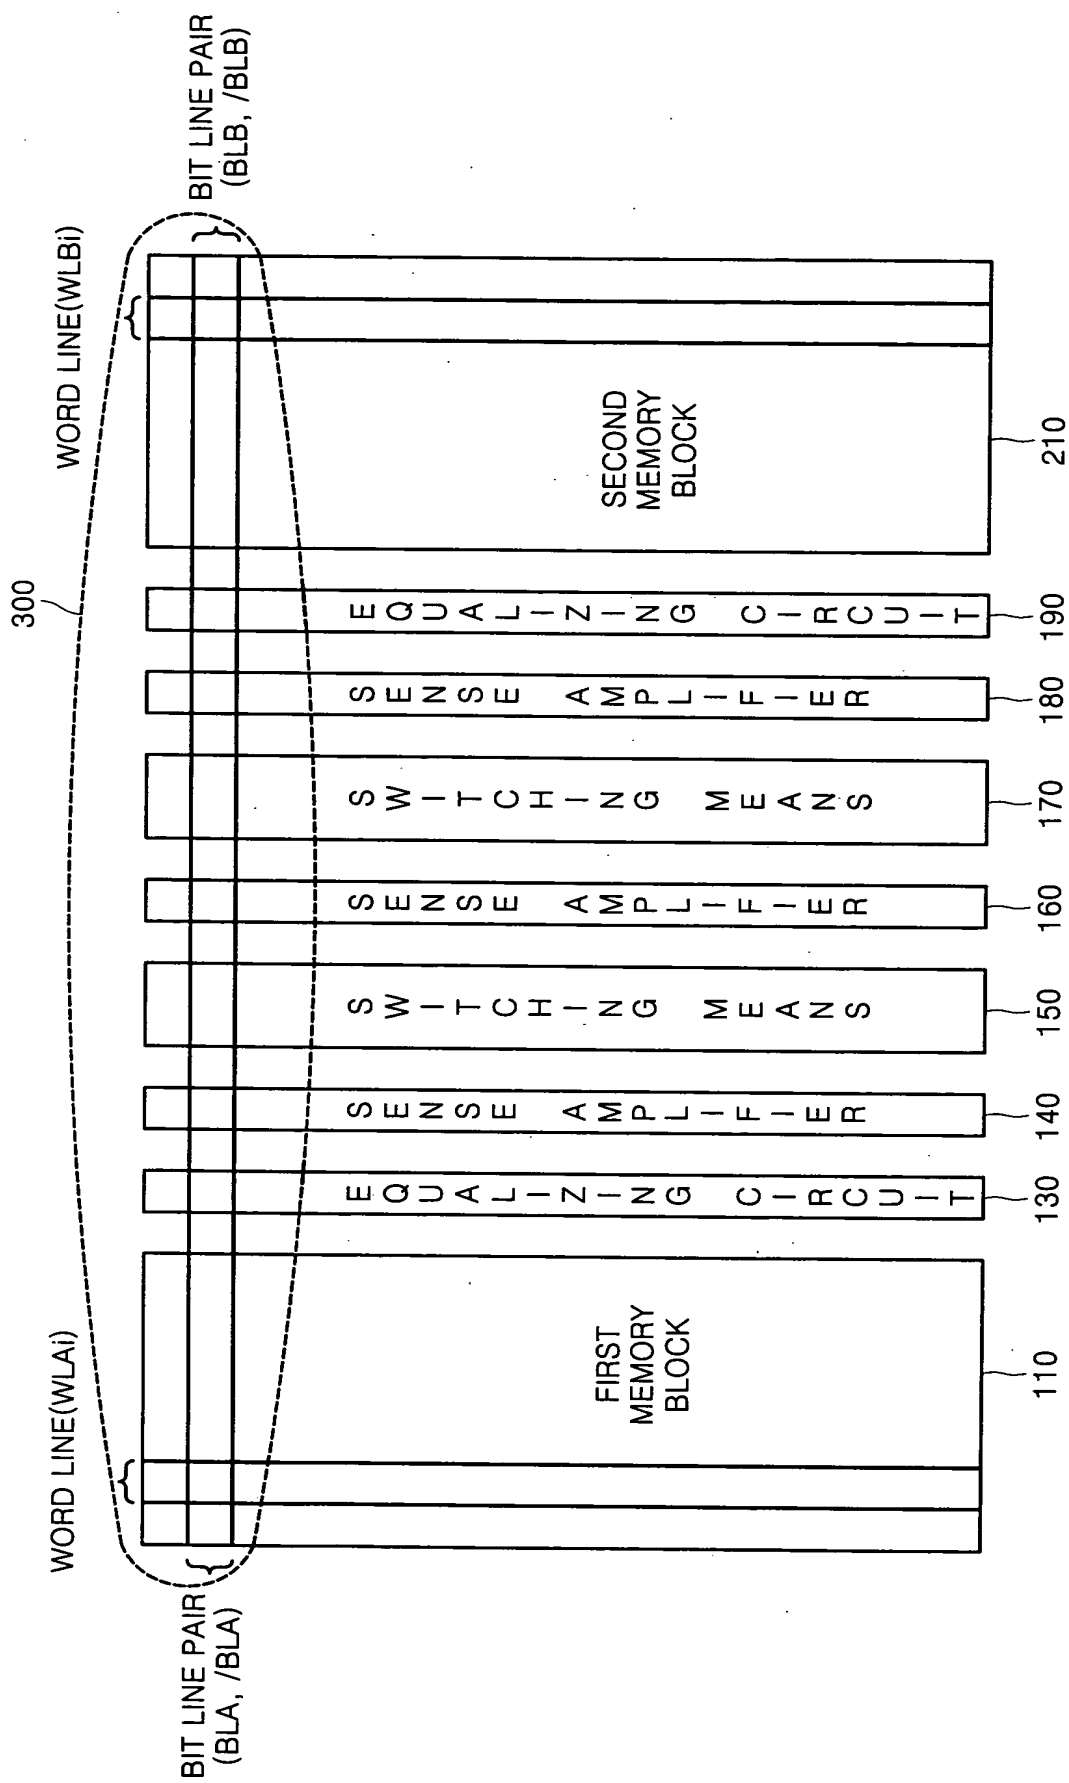 300
WORD LINE(WLAi)
WORD LINE(WLBi)
BIT LINE PAIR
(BLA, /BLA)
BIT LINE PAIR
(BLB, /BLB)
FIRST
MEMORY
BLOCK
EQUALIZING CIRCUIT
SENSE AMPLIFIER
SWITCHING MEANS
SENSE AMPLIFIER
SWITCHING MEANS
SENSE AMPLIFIER
EQUALIZING CIRCUIT
SECOND
MEMORY
BLOCK
110
130
140
150
160
170
180
190
210